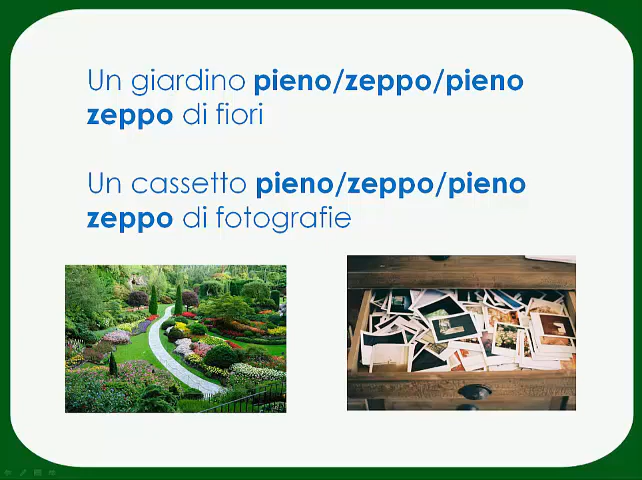 Un giardino pieno/zeppo/pieno
zeppo di fiori
Un cassetto pieno/zeppo/pieno
zeppo di fotografie